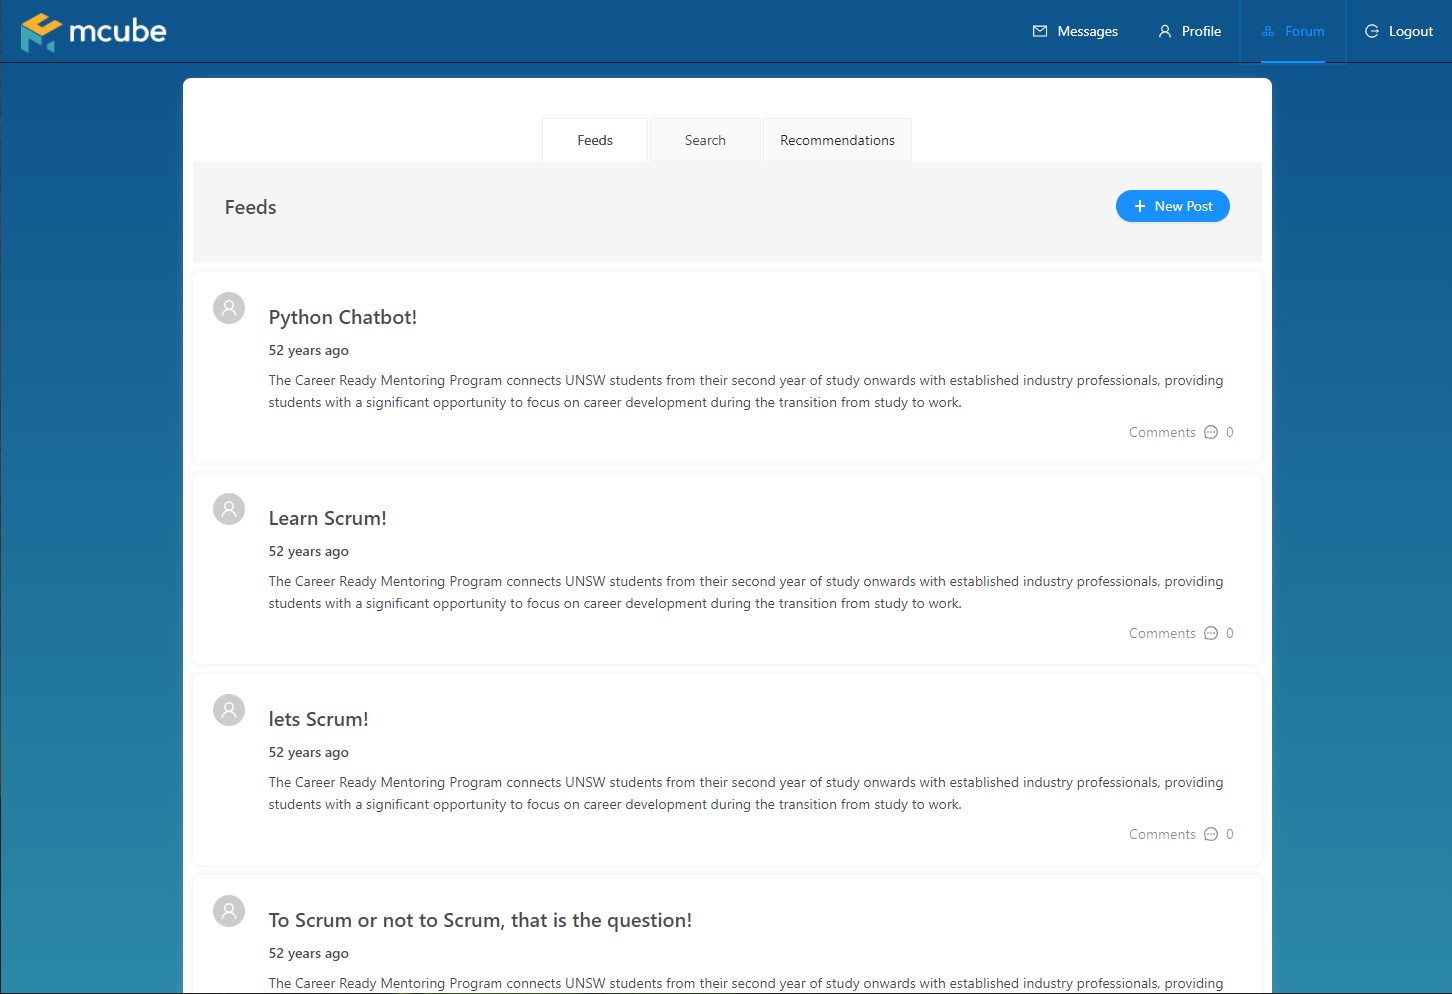 mcube
Messages
Profile
Forum
Logout
Feeds
Search
Recommendations
Feeds
+ New Post
Python Chatbot!
52 years ago
The Career Ready Mentoring Program connects UNSW students from their second year of study onwards with established industry professionals, providing
students with a significant opportunity to focus on career development during the transition from study to work.
Comments 0
Learn Scrum!
52 years ago
The Career Ready Mentoring Program connects UNSW students from their second year of study onwards with established industry professionals, providing
students with a significant opportunity to focus on career development during the transition from study to work.
Comments 0
lets Scrum!
52 years ago
The Career Ready Mentoring Program connects UNSW students from their second year of study onwards with established industry professionals, providing
students with a significant opportunity to focus on career development during the transition from study to work.
Comments 0
To Scrum or not to Scrum, that is the question!
52 years ago
The Career Ready Mentoring Program connects UNSW students from their second year of study onwards with established industry professionals, providing